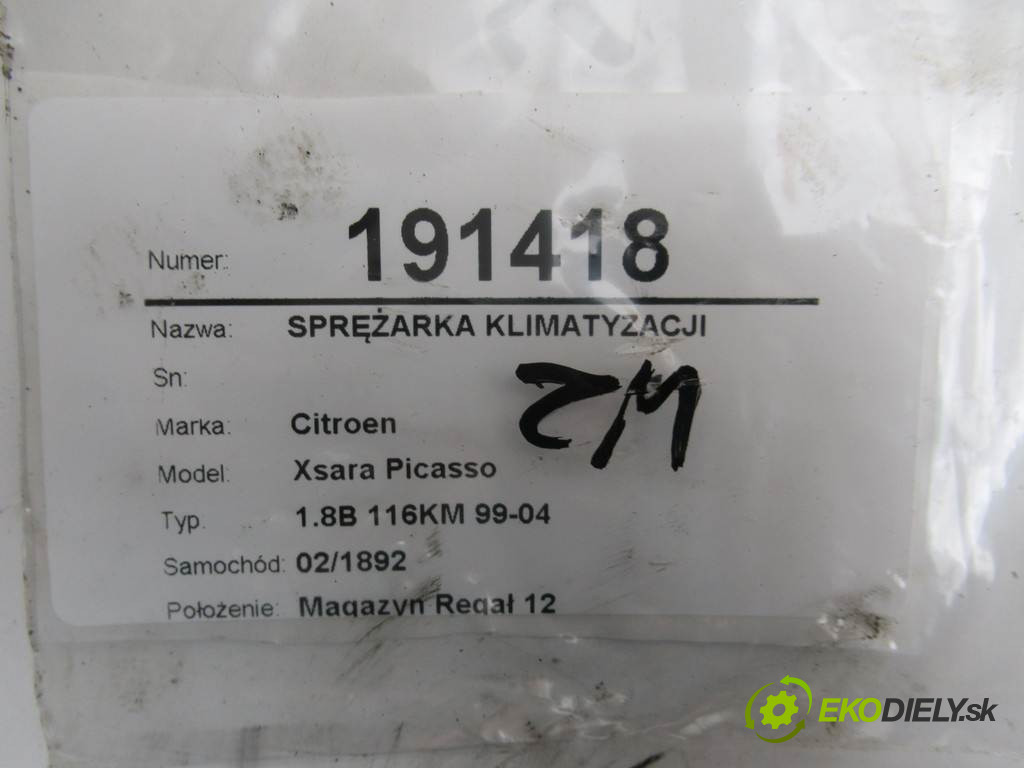 Numer: 191418
Nazwa: SPRĘŻARKA KLIMATYZACJI
Sn:
Marka: Citroen
Model: Xsara Picasso
Typ. 1.8B 116KM 99-04
Samochód: 02/1892
Położenie: Magazyn Regał 12
EKODIELY.sk